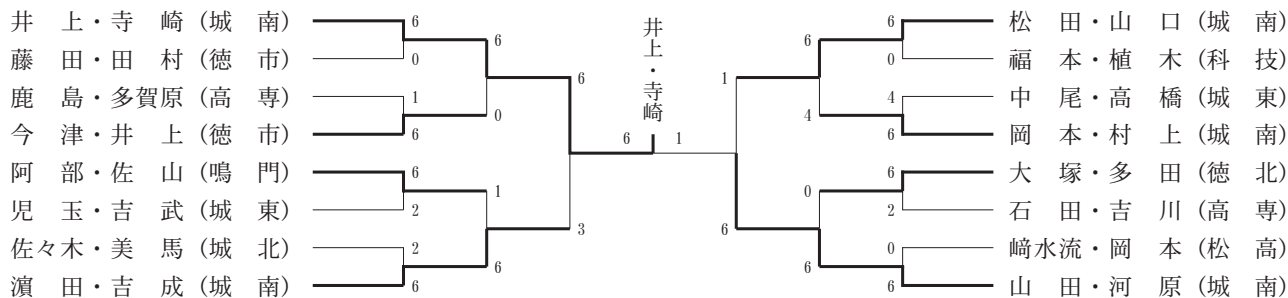 井　上・寺　崎（城　南）
藤　田・田　村（徳　市）
鹿　島・多賀原（高　専）
今　津・井　上（徳　市）
阿　部・佐　山（鳴　門）
児　玉・吉　武（城　東）
佐々木・美　馬（城　北）
濵　田・吉　成（城　南）
6
0
1
6
6
2
2
6
6
0
1
6
6
3
井上・寺崎
6 1
1
6
6
4
0
6
6
0
4
6
6
2
0
6
松　田・山　口（城　南）
福　本・植　木（科　技）
中　尾・高　橋（城　東）
岡　本・村　上（城　南）
大　塚・多　田（徳　北）
石　田・吉　川（高　専）
﨑水流・岡　本（松　高）
山　田・河　原（城　南）